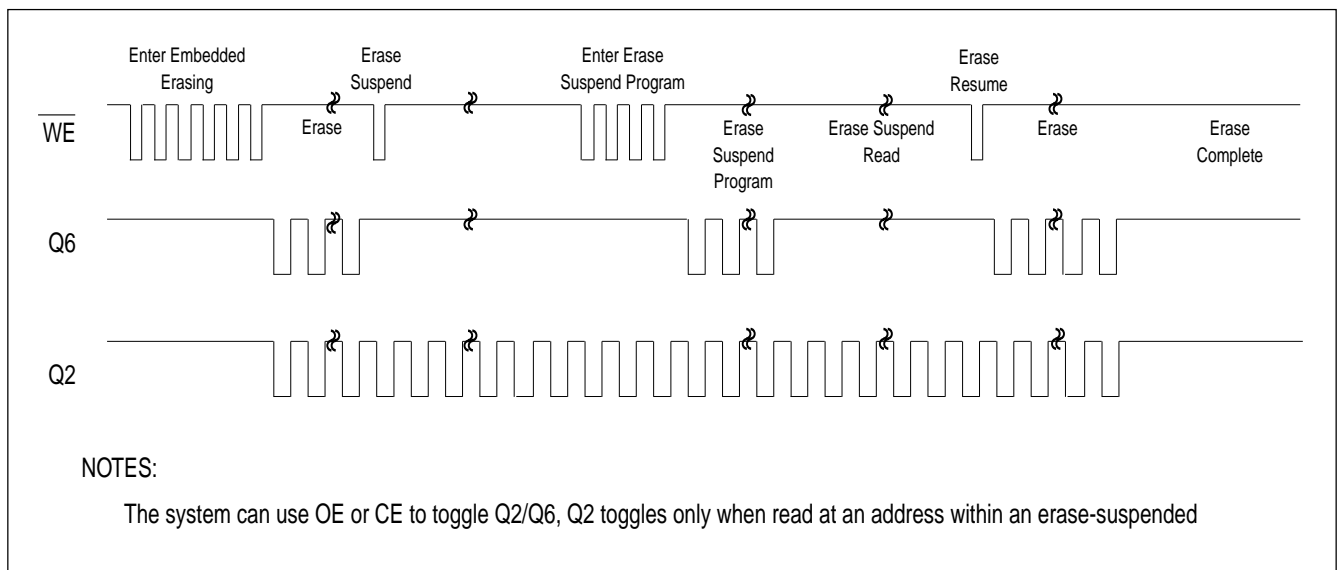 Enter Embedded
Erasing
Erase
Suspend
Enter Erase
Suspend Program
Erase
Resume
WE
Erase
Erase
Suspend
Program
Erase Suspend
Read
Erase
Erase
Complete
Q6
Q2
NOTES:
The system can use OE or CE to toggle Q2/Q6, Q2 toggles only when read at an address within an erase-suspended